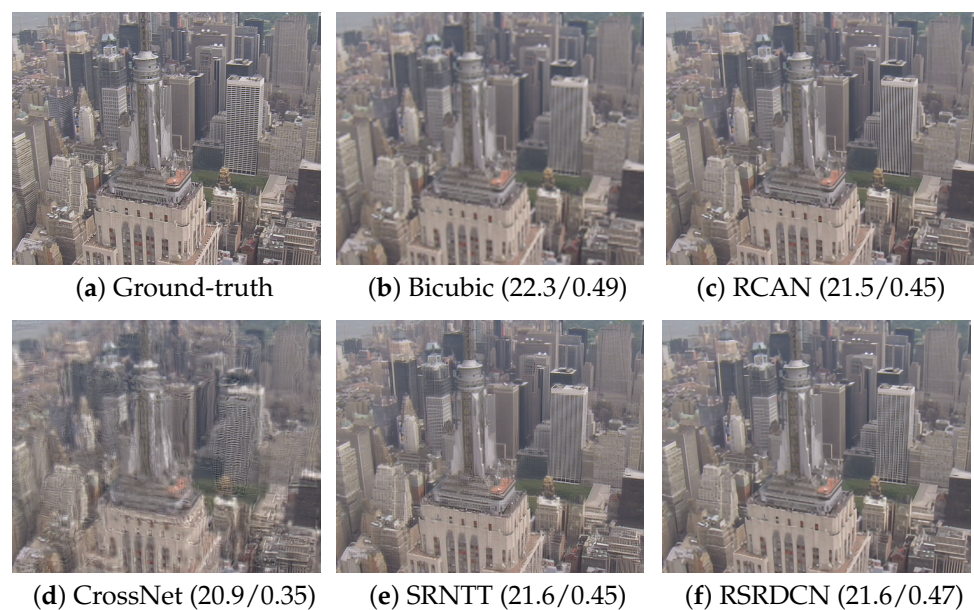 (a) Ground-truth
(b) Bicubic (22.3/0.49)
(c) RCAN (21.5/0.45)
(d) CrossNet (20.9/0.35)
(e) SRNTT (21.6/0.45)
(f) RSRDCN (21.6/0.47)